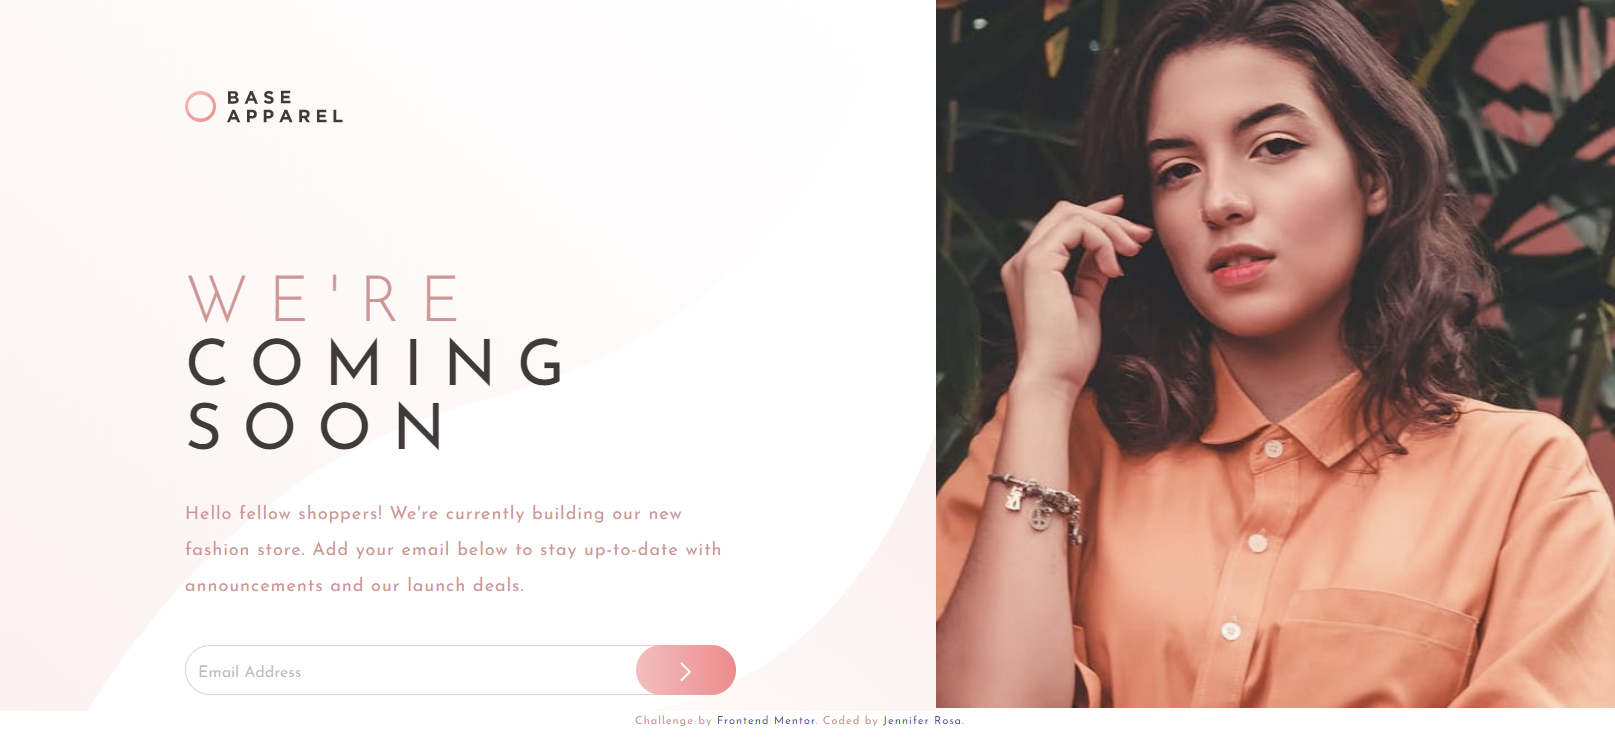 BASE
APPAREL
WE'RE
COMING
SOON
Hello fellow shoppers! We're currently building our new
fashion store. Add your email below to stay up-to-date with
announcements and our launch deals.
Email Address
Challenge by Frontend Mentor. Coded by Jennifer Rosa.